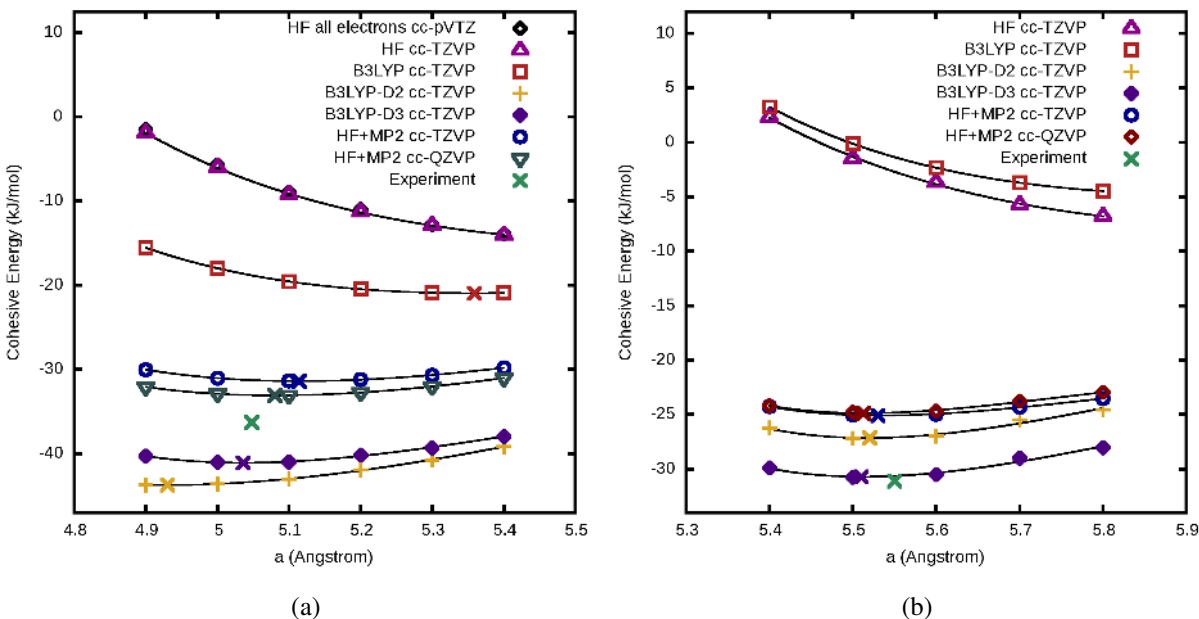 HF all electrons cc-pVTZ
HF cc-TZVP
B3LYP cc-TZVP
B3LYP-D2 cc-TZVP
B3LYP-D3 cc-TZVP
HF+MP2 cc-TZVP
HF+MP2 cc-QZVP
Experiment
Cohesive Energy (kJ/mol)
10
0
-10
-20
-30
-40
4.8 4.9 5 5.1 5.2 5.3 5.4 5.5
a (Angstrom)
(a)
HF cc-TZVP
B3LYP cc-TZVP
B3LYP-D2 cc-TZVP
B3LYP-D3 cc-TZVP
HF+MP2 cc-TZVP
HF+MP2 cc-QZVP
Experiment
Cohesive Energy (kJ/mol)
10
5
0
-5
-10
-15
-20
-25
-30
5.3 5.4 5.5 5.6 5.7 5.8 5.9
a (Angstrom)
(b)